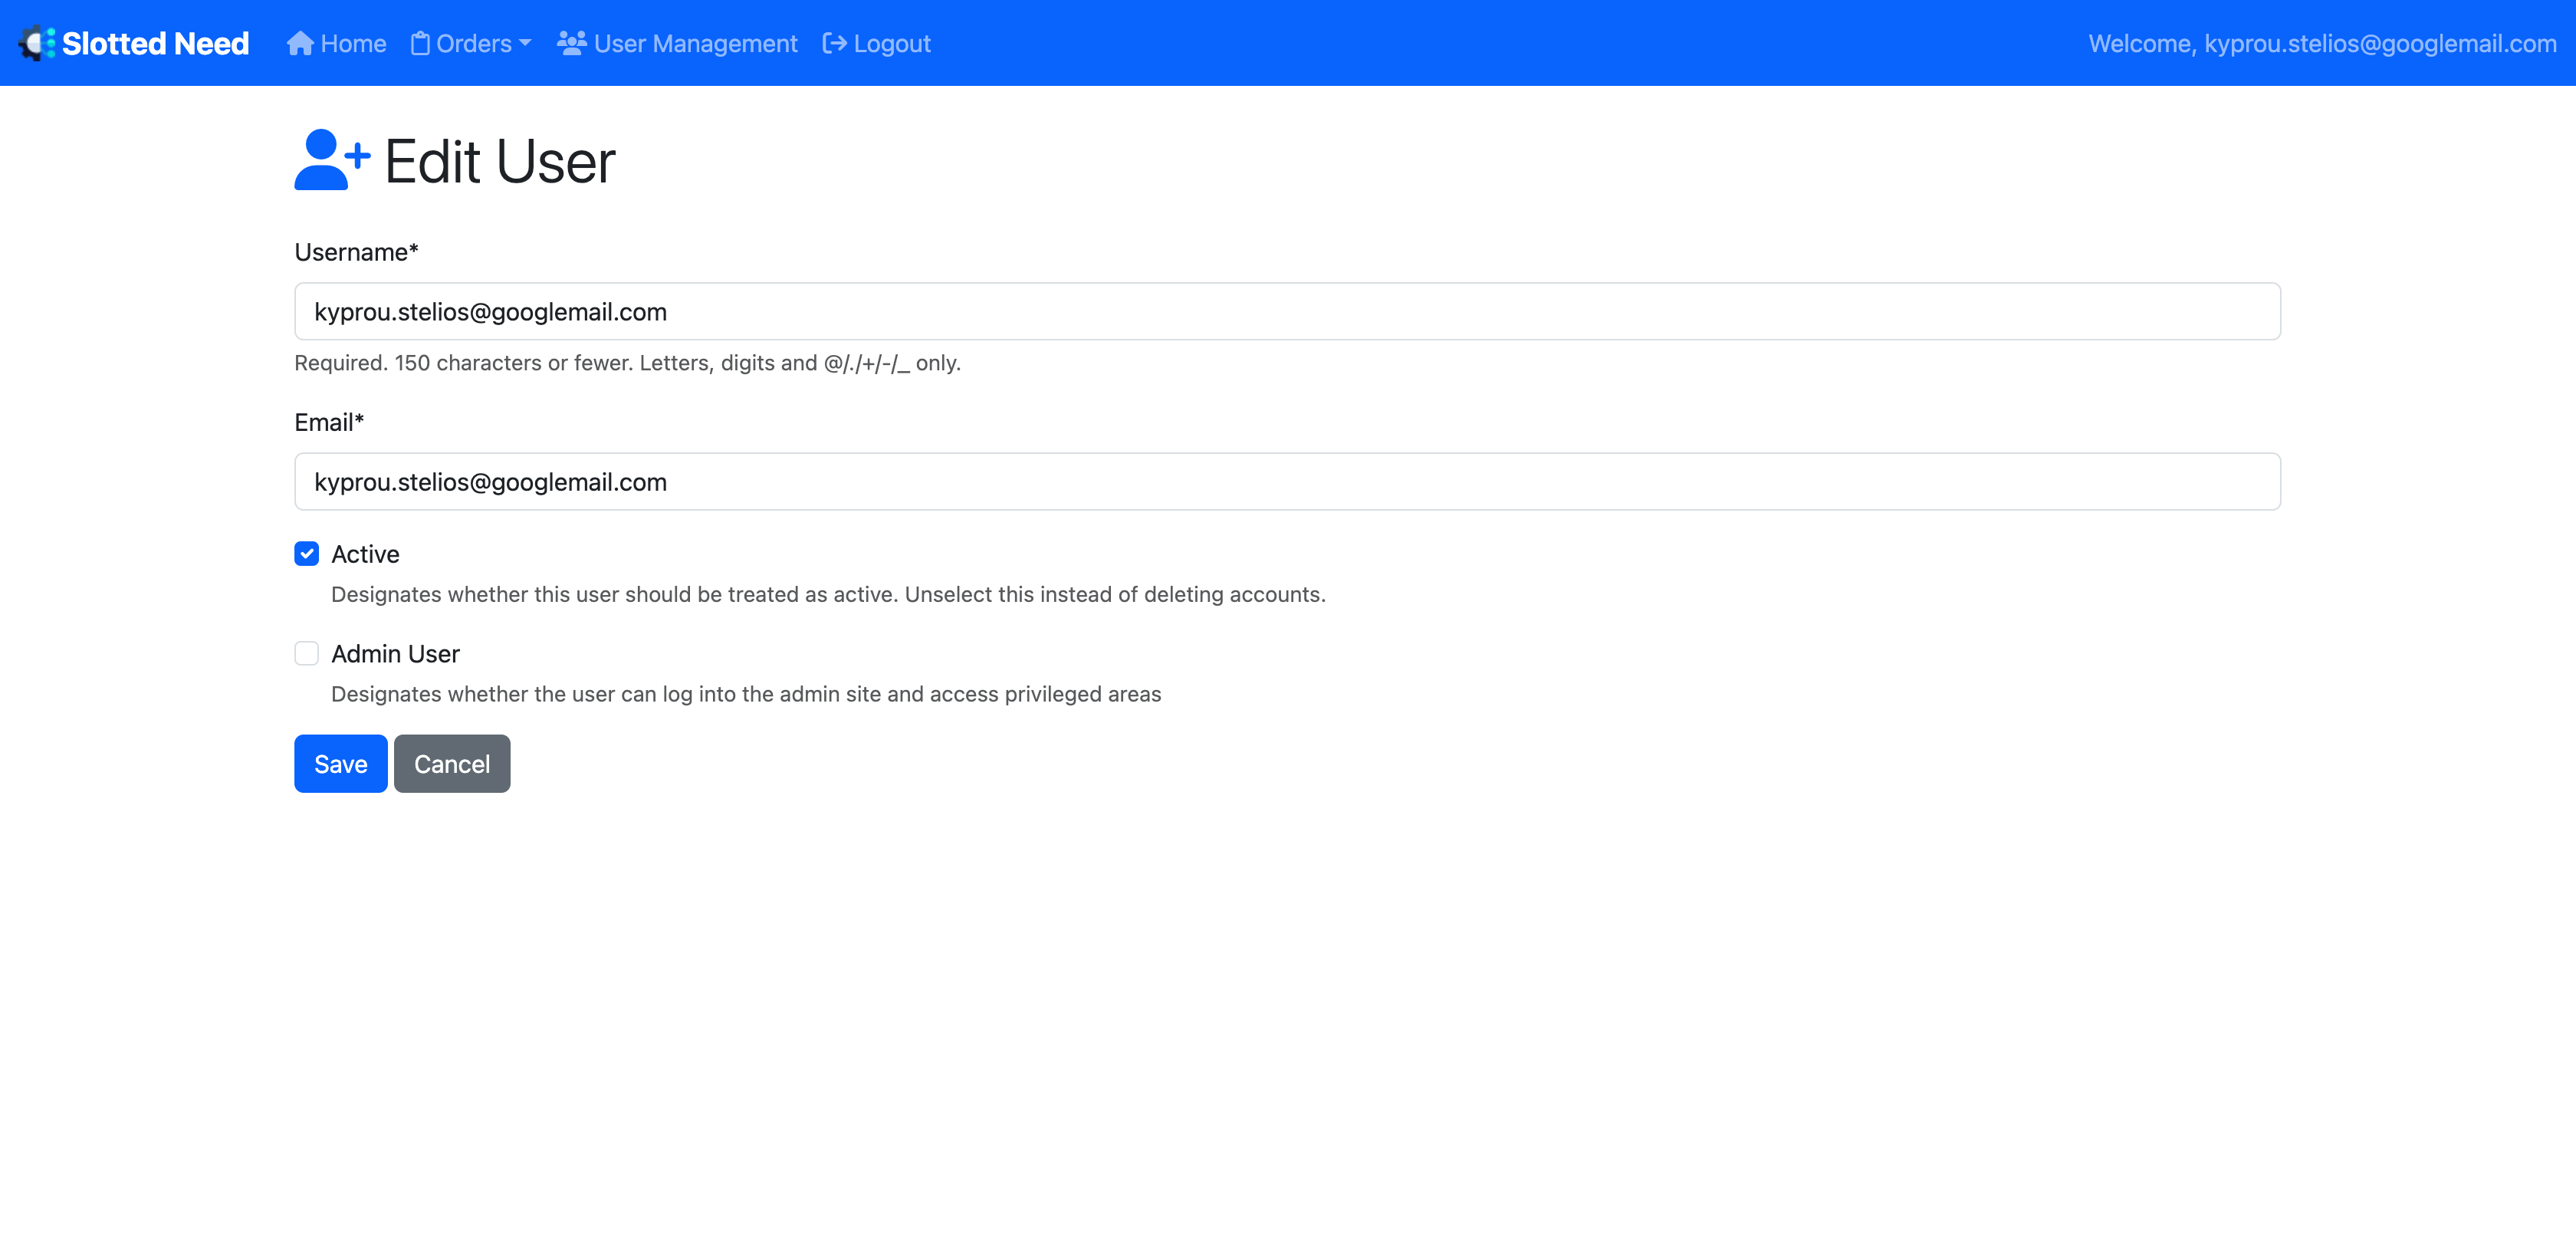 Slotted Need Home Orders User Management Logout Welcome, kyprou.stelios@googlemail.com
Edit User
Username*
kyprou.stelios@googlemail.com
Required. 150 characters or fewer. Letters, digits and @/./+/-/_ only.
Email*
kyprou.stelios@googlemail.com
Active
Designates whether this user should be treated as active. Unselect this instead of deleting accounts.
Admin User
Designates whether the user can log into the admin site and access privileged areas
Save Cancel